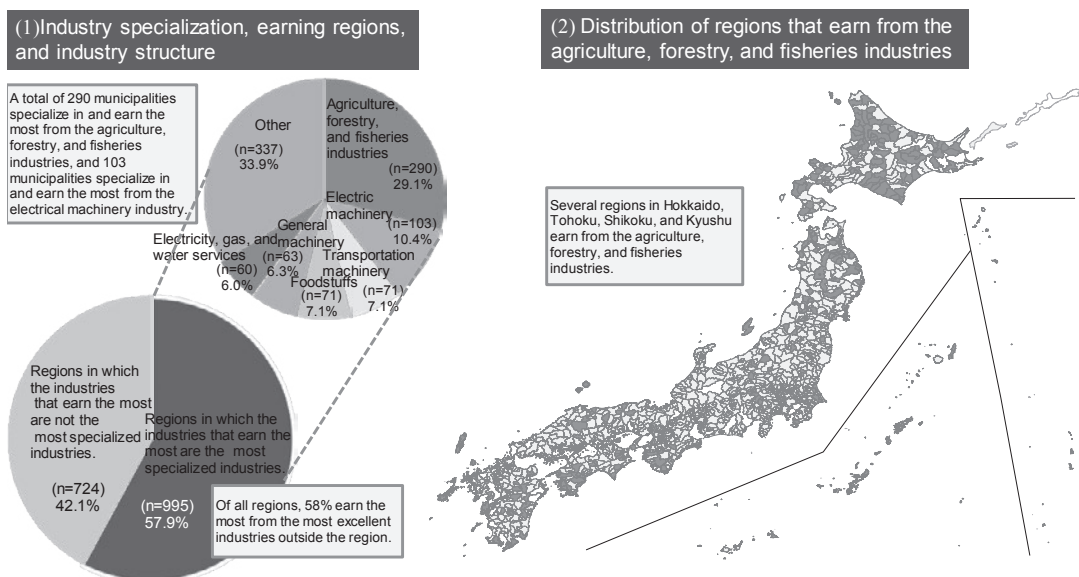 (1)Industry specialization, earning regions,
and industry structure
A total of 290 municipalities
specialize in and earn the
most from the agriculture,
forestry, and fisheries
industries, and 103
municipalities specialize in
and earn the most from the
electrical machinery industry.
Other
(n=337)
33.9%
Agriculture,
forestry,
and fisheries
industries
(n=290)
29.1%
Electric
machinery
(n=103)
10.4%
Transportation
machinery
(n=71)
7.1%
Foodstuffs
(n=71)
7.1%
General
machinery
(n=63)
6.3%
Electricity, gas, and
water services
(n=60)
6.0%
Regions in which
the industries
that earn the most
are not the
most specialized
industries.
(n=724)
42.1%
Regions in which the
industries that earn the
most are the most
specialized industries.
(n=995)
57.9%
Of all regions, 58% earn the
most from the most excellent
industries outside the region.
(2) Distribution of regions that earn from the
agriculture, forestry, and fisheries industries
Several regions in Hokkaido,
Tohoku, Shikoku, and Kyushu
earn from the agriculture,
forestry, and fisheries
industries.